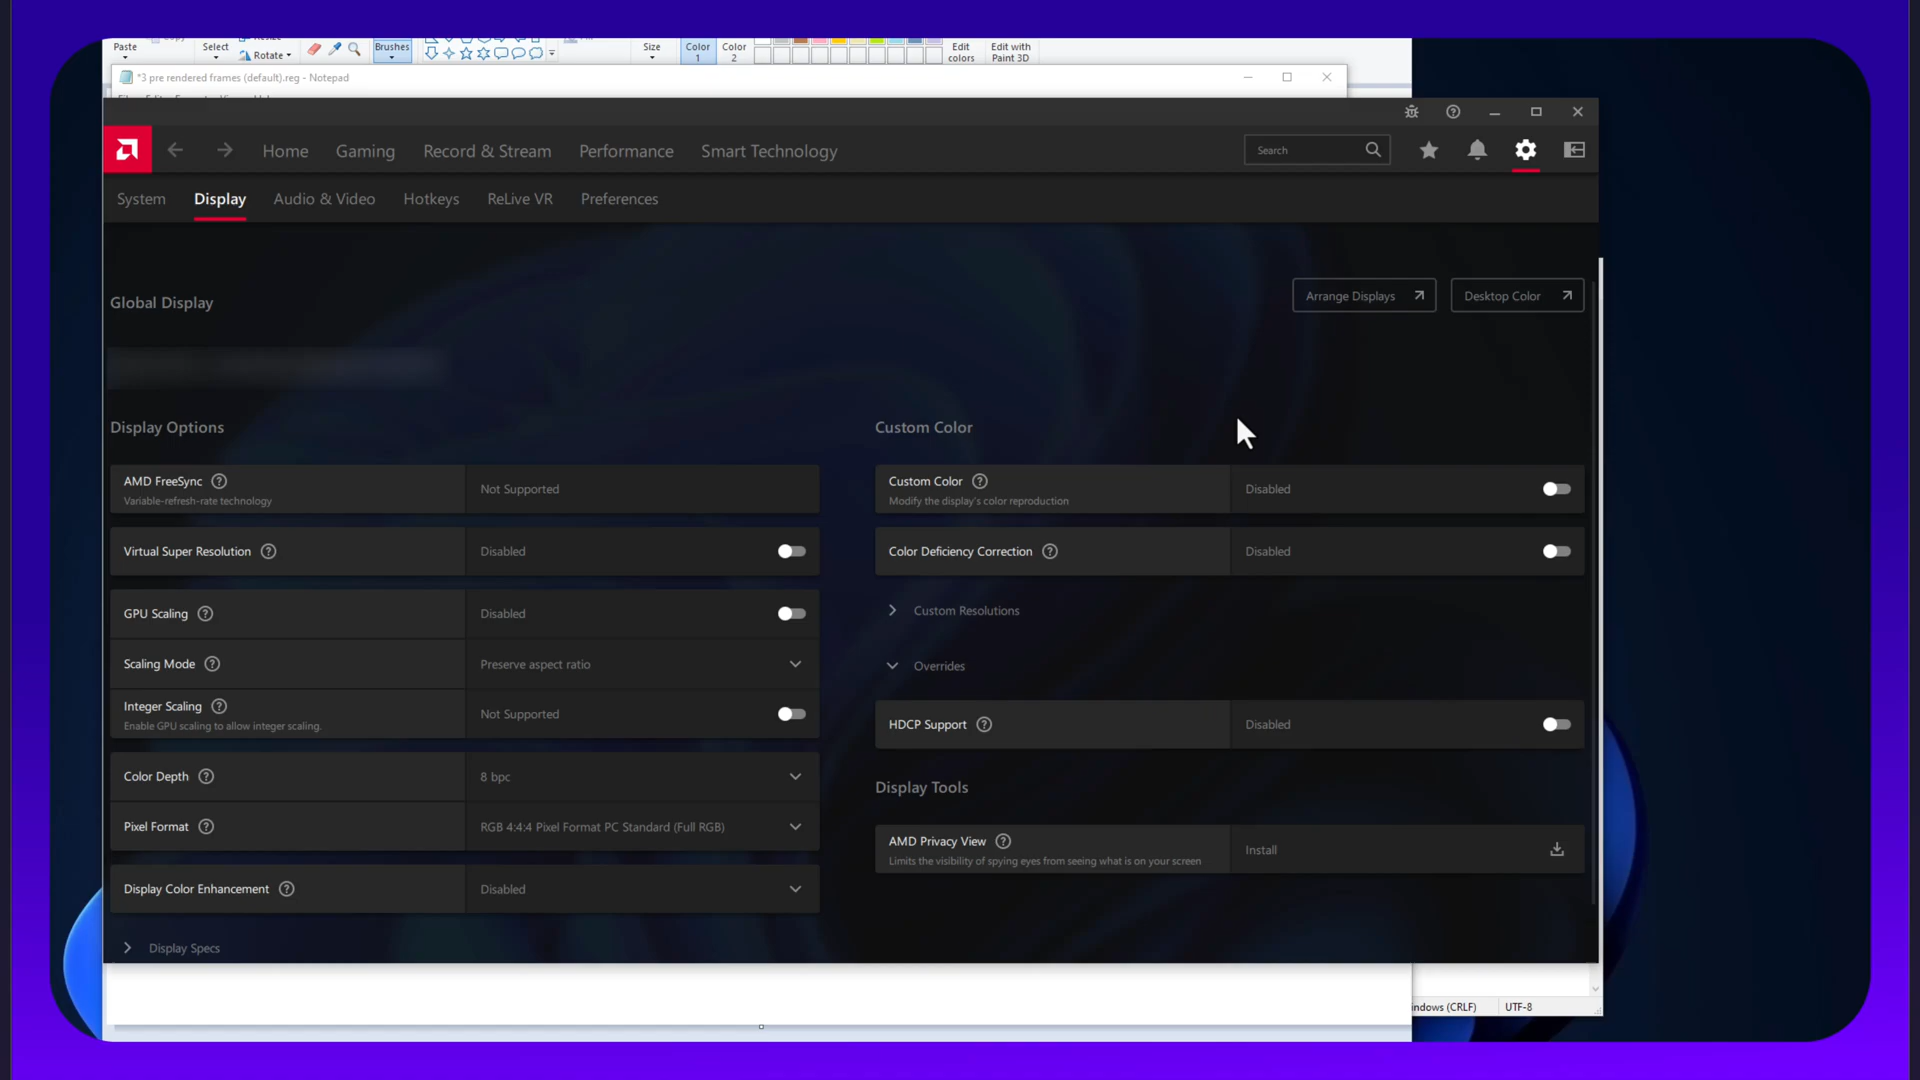 Paste
Copy
Select
Rotate
Brushes
Size
Color
1
Color
2
Edit
colors
Edit with
Paint 3D
*3 pre rendered frames (default).reg - Notepad
Home
Gaming
Record & Stream
Performance
Smart Technology
Search
System
Display
Audio & Video
Hotkeys
ReLive VR
Preferences
Global Display
Arrange Displays
Desktop Color
Display Options
Custom Color
AMD FreeSync
Variable-refresh-rate technology
Not Supported
Custom Color
Modify the display's color reproduction
Disabled
Virtual Super Resolution
Disabled
Color Deficiency Correction
Disabled
GPU Scaling
Disabled
Custom Resolutions
Scaling Mode
Preserve aspect ratio
Overrides
Integer Scaling
Enable GPU scaling to allow integer scaling.
Not Supported
HDCP Support
Disabled
Color Depth
8 bpc
Display Tools
Pixel Format
RGB 4:4:4 Pixel Format PC Standard (Full RGB)
AMD Privacy View
Limits the visibility of spying eyes from seeing what is on your screen
Install
Display Color Enhancement
Disabled
Display Specs
indows (CRLF)
UTF-8